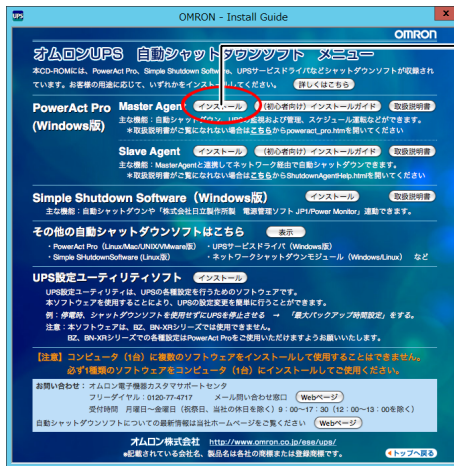 UPS
OMRON - Install Guide
x
OMRON
オムロンUPS 自動シャットダウンソフト メニュー
本CD-ROMには、PowerAct Pro、Simple Shutdown Software、UPSサービスドライバなどシャットダウンソフトが収録され
ています。お客様の用途に応じて、いずれかをインストールしてください。 詳しくはこちら
PowerAct Pro Master Agent インストール (初心者向け) インストールガイド 取扱説明書
(Windows版) 主な機能：自動シャットダウン、UPSの監視および管理、スケジュール運転などができます。
＊取扱説明書がご覧になれない場合はこちらからpoweract_pro.htmを開いてください
Slave Agent インストール (初心者向け) インストールガイド 取扱説明書
主な機能：MasterAgentと連携してネットワーク経由で自動シャットダウンできます。
＊取扱説明書がご覧になれない場合はこちらからShutdownAgentHelp.htmlを開いてください
Simple Shutdown Software（Windows版） インストール 取扱説明書
主な機能：自動シャットダウンや「株式会社日立製作所製 電源管理ソフト JP1/Power Monitor」連動できます。
その他の自動シャットダウンソフトはこちら 表示
・PowerAct Pro（Linux/Mac/UNIX/VMware版） ・UPSサービスドライバ（Windows版）
・Simple SHutdownSoftware（Linux版） ・ネットワークシャットダウンモジュール（Windows/Linux） など
UPS設定ユーティリティソフト インストール
UPS設定ユーティリティは、UPSの各種設定を行うためのソフトウェアです。
本ソフトウェアを使用することにより、UPSの設定変更を簡単に行うことができます。
例：停電時、シャットダウンソフトを使用せずにUPSを停止させる → 「最大バックアップ時間設定」をする。
注意：本ソフトウェアは、BZ、BN-XRシリーズでは使用できません。
BZ、BN-XRシリーズでの各種設定はPowerAct Proをご使用いただけますようお願いいたします。
【注意】コンピュータ（1台）に複数のソフトウェアをインストールして使用することはできません。
必ず1種類のソフトウェアをコンピュータ（1台）にインストールしてご使用ください。
お問い合わせ：オムロン電子機器カスタマサポートセンタ
フリーダイヤル：0120-77-4717 メール問い合わせ窓口 Webページ
受付時間 月曜日～金曜日（祝祭日、当社の休日を除く）9：00～17：30（12：00～13：00を除く）
自動シャットダウンソフトについての最新情報は当社ホームページをご覧ください Webページ
オムロン株式会社 http://www.omron.co.jp/ese/ups/
※記載されている会社名、製品名は各社の商標または登録商標です。
トップへ戻る